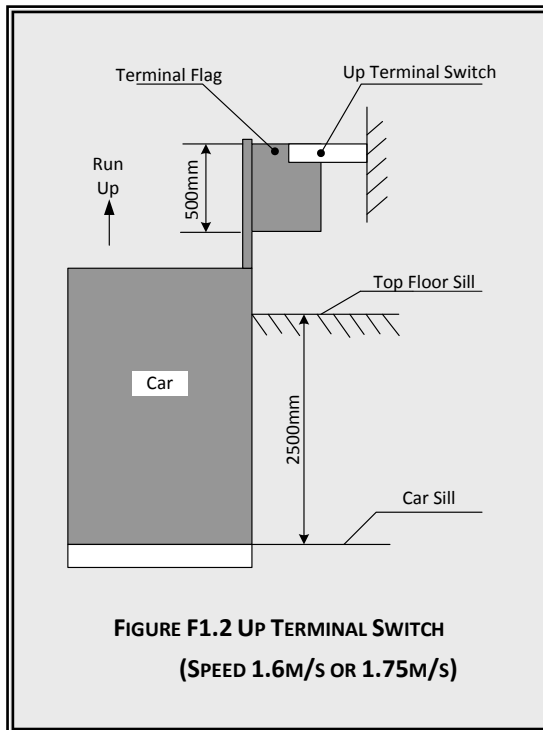 Terminal Flag
Up Terminal Switch
Run
Up
500mm
Top Floor Sill
Car
2500mm
Car Sill
FIGURE F1.2 UP TERMINAL SWITCH
(SPEED 1.6M/S OR 1.75M/S)